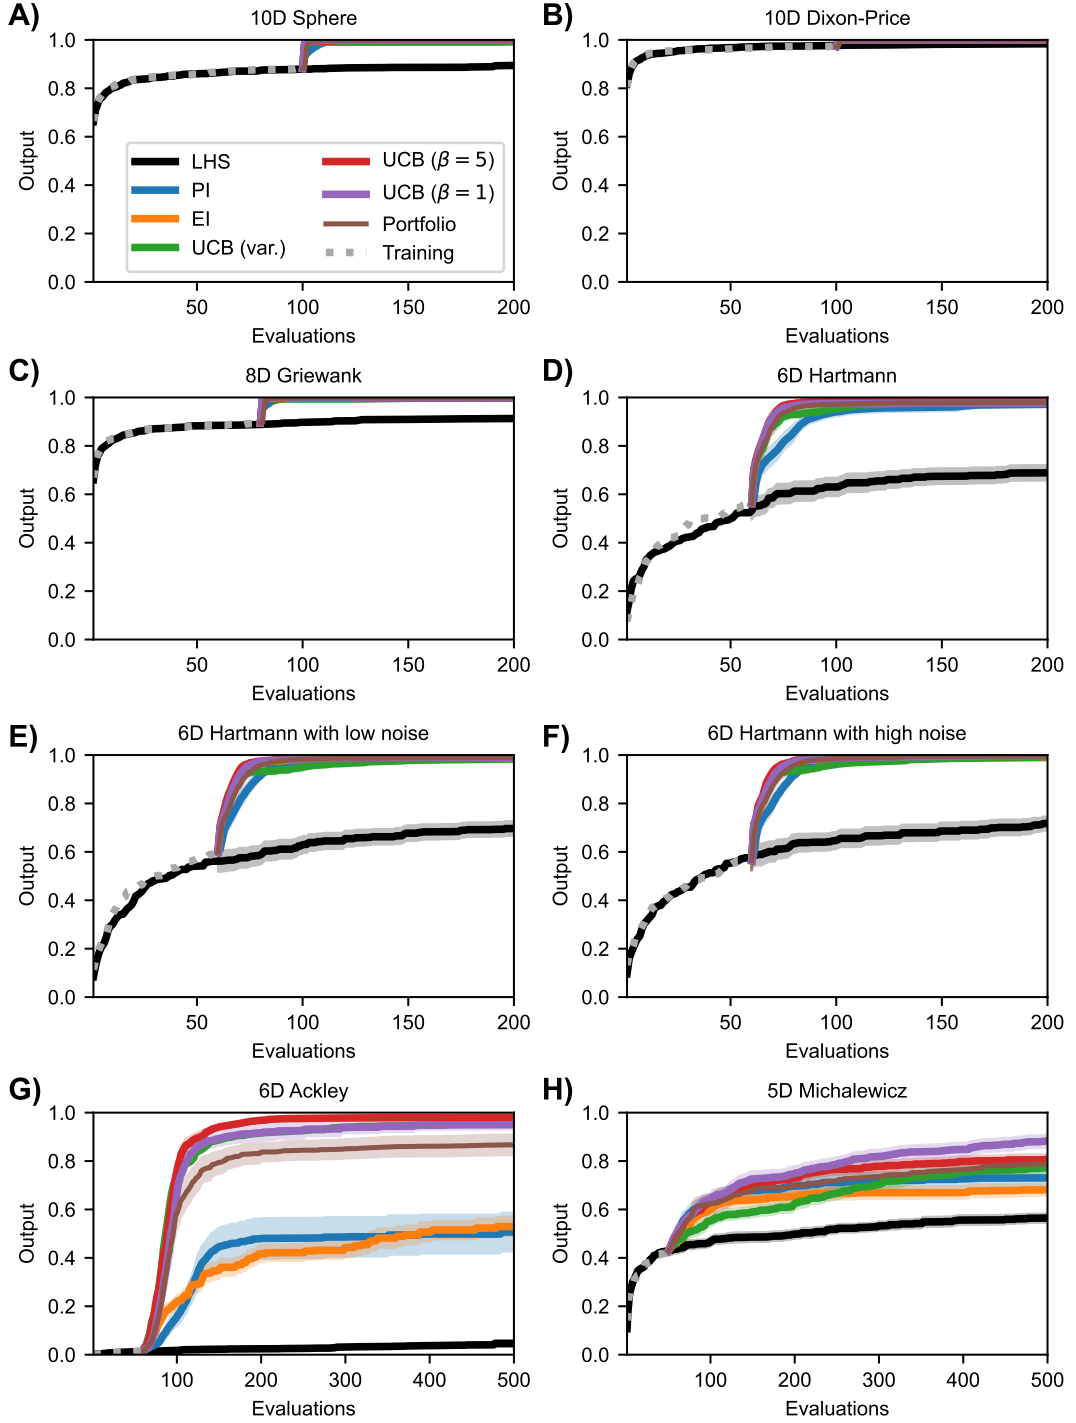 A)
10D Sphere
1.0
0.8
0.6
0.4
0.2
0.0
Output
LHS
PI
EI
UCB (var.)
UCB (β = 5)
UCB (β = 1)
Portfolio
Training
50 100 150 200
Evaluations
B)
10D Dixon-Price
1.0
0.8
0.6
0.4
0.2
0.0
Output
50 100 150 200
Evaluations
C)
8D Griewank
1.0
0.8
0.6
0.4
0.2
0.0
Output
50 100 150 200
Evaluations
D)
6D Hartmann
1.0
0.8
0.6
0.4
0.2
0.0
Output
50 100 150 200
Evaluations
E)
6D Hartmann with low noise
1.0
0.8
0.6
0.4
0.2
0.0
Output
50 100 150 200
Evaluations
F)
6D Hartmann with high noise
1.0
0.8
0.6
0.4
0.2
0.0
Output
50 100 150 200
Evaluations
G)
6D Ackley
1.0
0.8
0.6
0.4
0.2
0.0
Output
100 200 300 400 500
Evaluations
H)
5D Michalewicz
1.0
0.8
0.6
0.4
0.2
0.0
Output
100 200 300 400 500
Evaluations